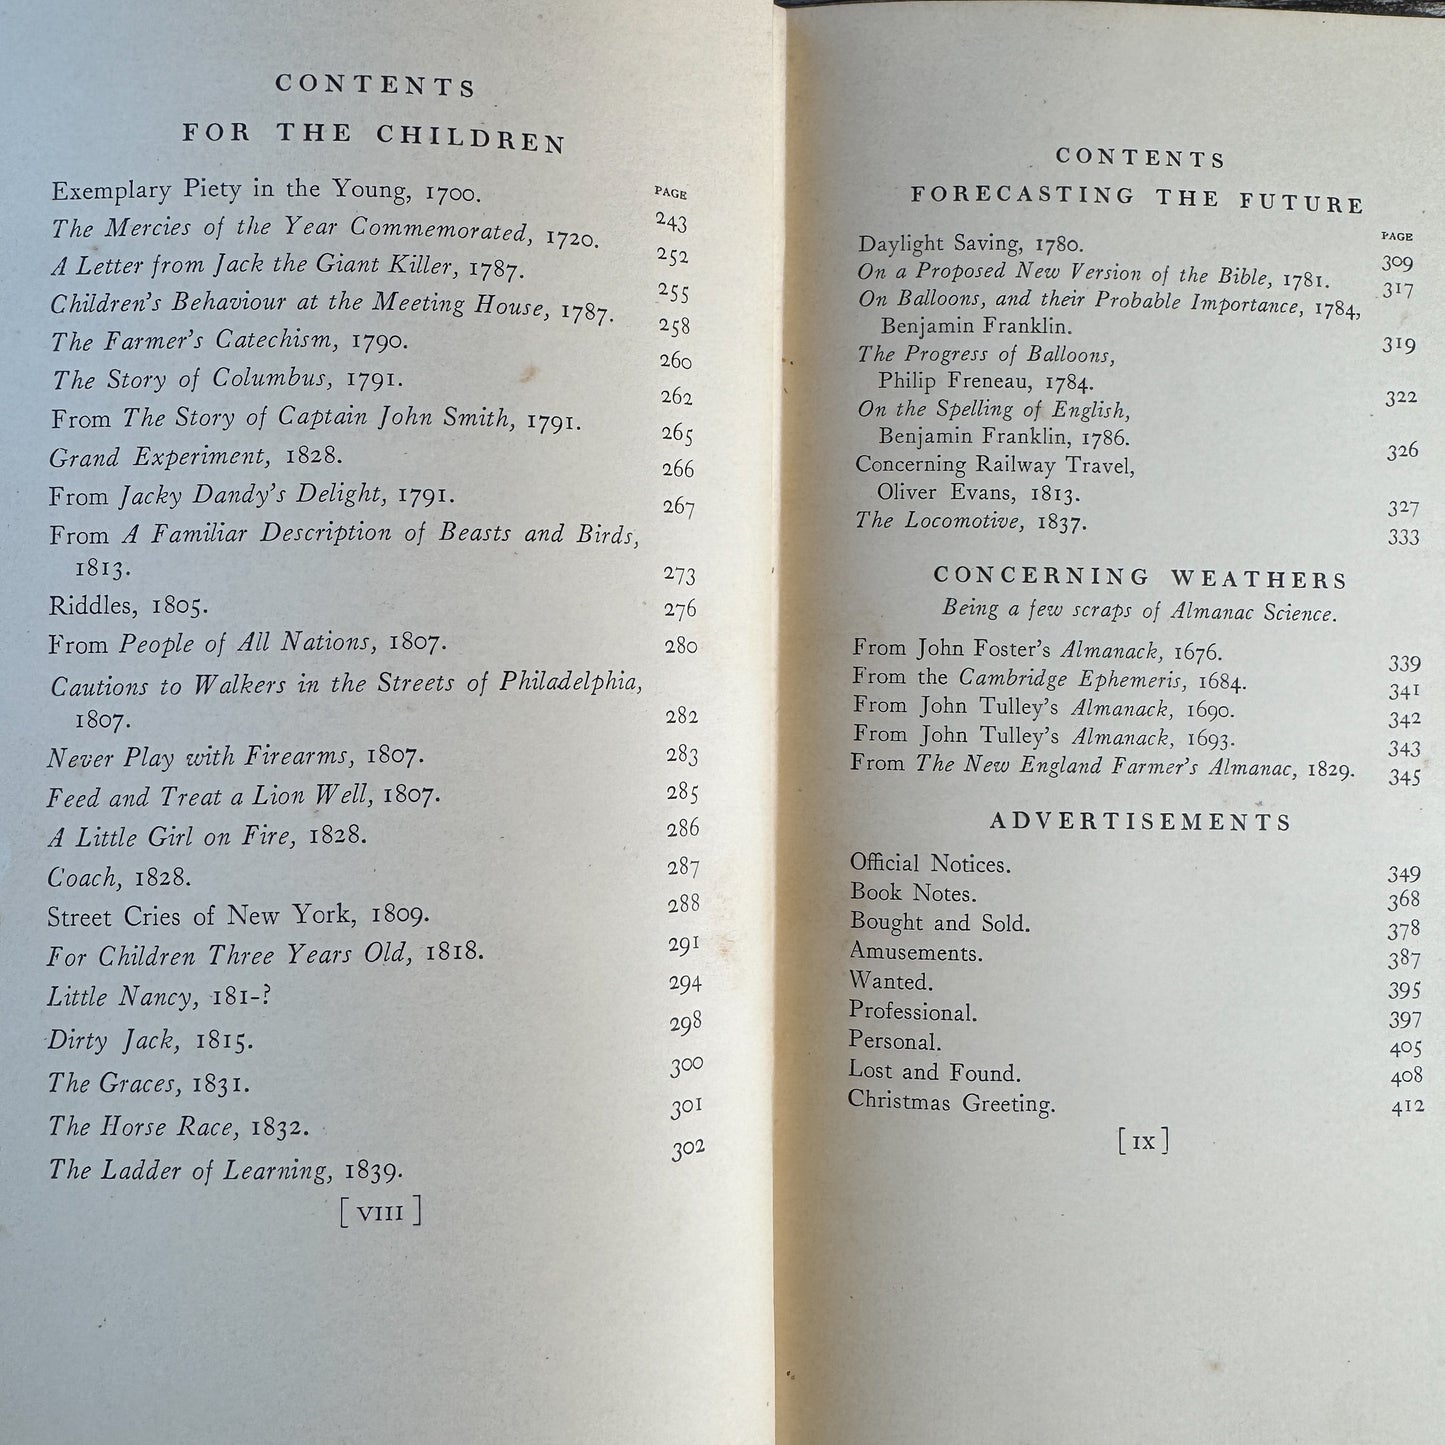 CONTENTS
FOR THE CHILDREN
PAGE
Exemplary Piety in the Young, 1700. 243
The Mercies of the Year Commemorated, 1720. 252
A Letter from Jack the Giant Killer, 1787. 255
Children's Behaviour at the Meeting House, 1787. 258
The Farmer's Catechism, 1790. 260
The Story of Columbus, 1791. 262
From The Story of Captain John Smith, 1791. 265
Grand Experiment, 1828. 266
From Jacky Dandy's Delight, 1791. 267
From A Familiar Description of Beasts and Birds,
1813. 273
Riddles, 1805. 276
From People of All Nations, 1807. 280
Cautions to Walkers in the Streets of Philadelphia,
1807. 282
Never Play with Firearms, 1807. 283
Feed and Treat a Lion Well, 1807. 285
A Little Girl on Fire, 1828. 286
Coach, 1828. 287
Street Cries of New York, 1809. 288
For Children Three Years Old, 1818. 291
Little Nancy, 181-? 294
Dirty Jack, 1815. 298
The Graces, 1831. 300
The Horse Race, 1832. 301
The Ladder of Learning, 1839. 302
[ VIII ]
CONTENTS
FORECASTING THE FUTURE
PAGE
Daylight Saving, 1780. 309
On a Proposed New Version of the Bible, 1781. 317
On Balloons, and their Probable Importance, 1784,
Benjamin Franklin. 319
The Progress of Balloons,
Philip Freneau, 1784. 322
On the Spelling of English,
Benjamin Franklin, 1786. 326
Concerning Railway Travel,
Oliver Evans, 1813. 327
The Locomotive, 1837. 333
CONCERNING WEATHERS
Being a few scraps of Almanac Science.
From John Foster's Almanack, 1676. 339
From the Cambridge Ephemeris, 1684. 341
From John Tulley's Almanack, 1690. 342
From John Tulley's Almanack, 1693. 343
From The New England Farmer's Almanac, 1829. 345
ADVERTISEMENTS
Official Notices. 349
Book Notes. 368
Bought and Sold. 378
Amusements. 387
Wanted. 395
Professional. 397
Personal. 405
Lost and Found. 408
Christmas Greeting. 412
[ IX ]